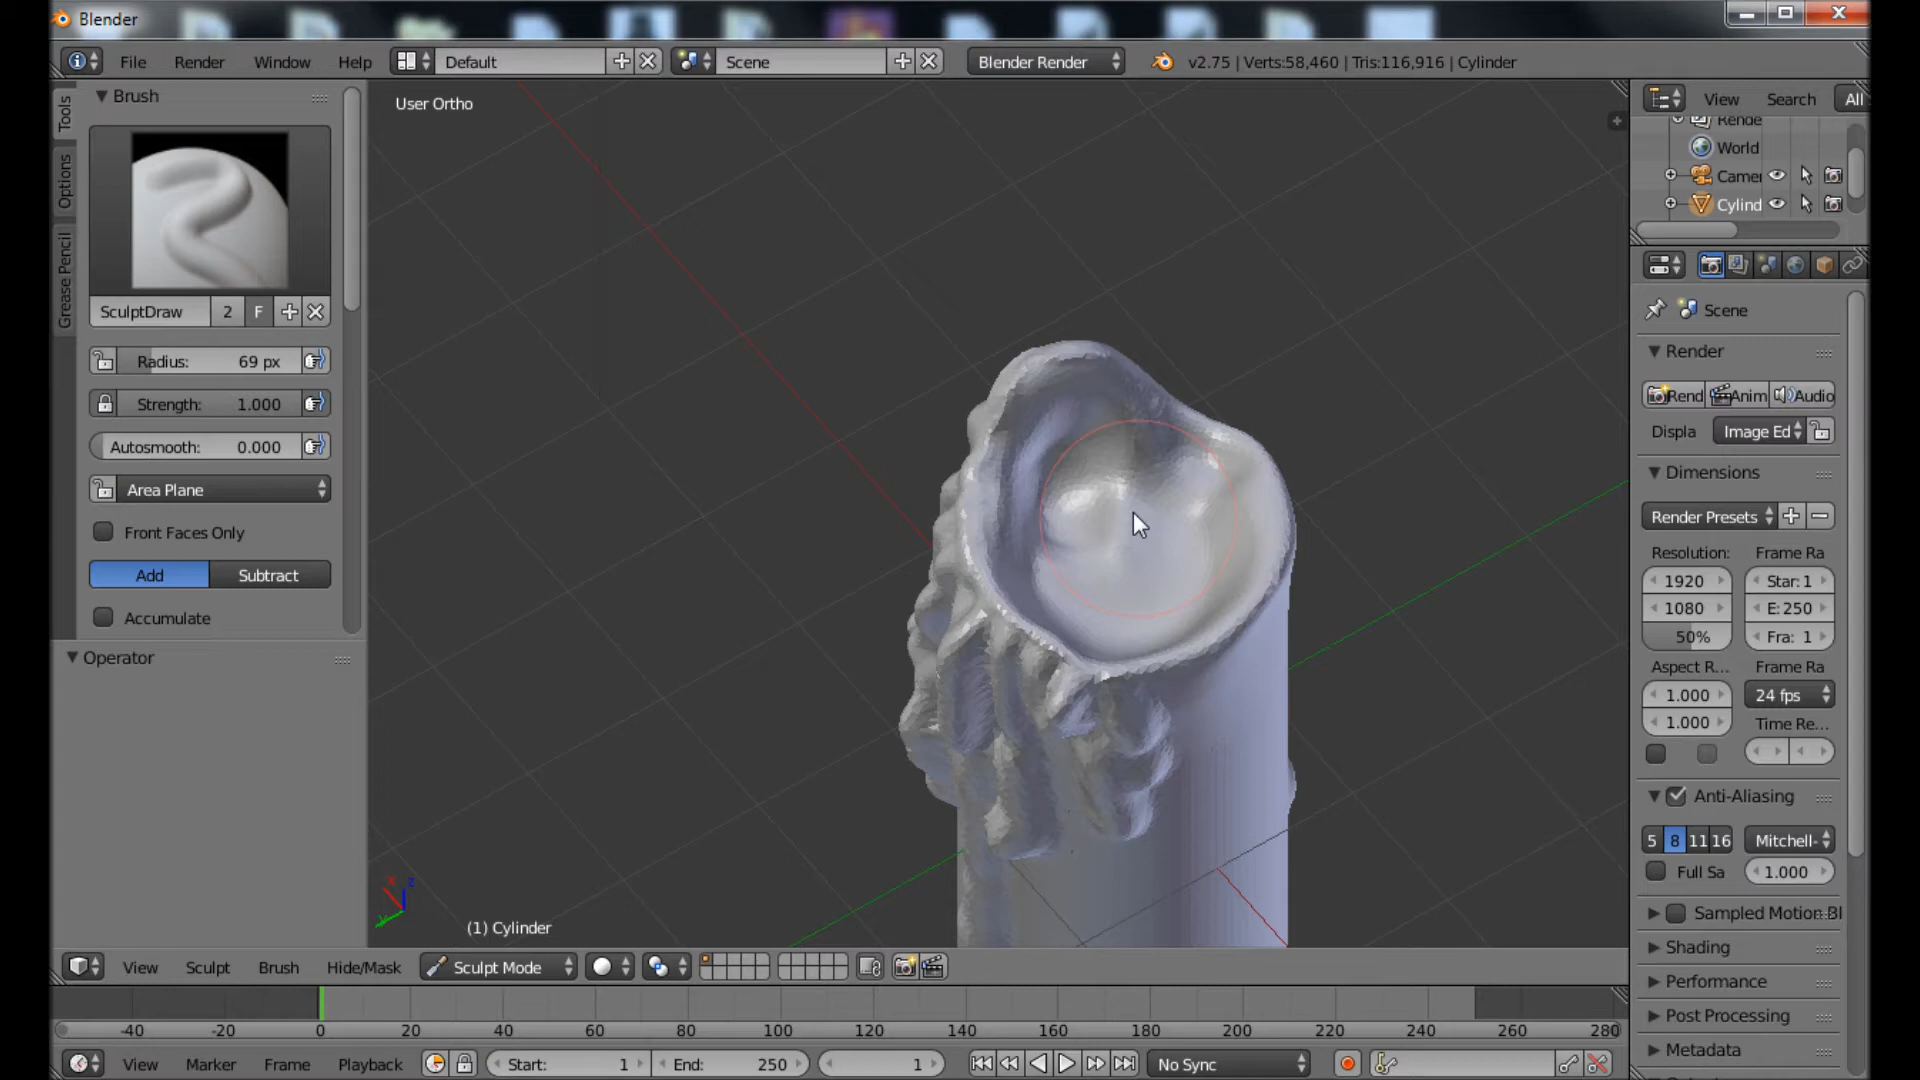 Blender
File Render Window Help Default Scene Blender Render v2.75 | Verts:58,460 | Tris:116,916 | Cylinder
Brush
User Ortho
View Search All
Rende
World
Camer
Cylind
Tools
Options
Grease Pencil
SculptDraw 2 F
Radius: 69 px
Strength: 1.000
Autosmooth: 0.000
Area Plane
Front Faces Only
Add Subtract
Accumulate
Operator
(1) Cylinder
Scene
Render
Rend Anim Audio
Displa Image Ed
Dimensions
Render Presets
Resolution: Frame Ra
1920 Star: 1
1080 E: 250
50% Fra: 1
Aspect R... Frame Ra
1.000 24 fps
1.000 Time Re...
Anti-Aliasing
5 8 11 16 Mitchell-
Full Sa 1.000
Sampled Motion Bl
Shading
Performance
Post Processing
Metadata
View Sculpt Brush Hide/Mask Sculpt Mode
-40 -20 0 20 40 60 80 100 120 140 160 180 200 220 240 260 280
View Marker Frame Playback Start: 1 End: 250 1 No Sync